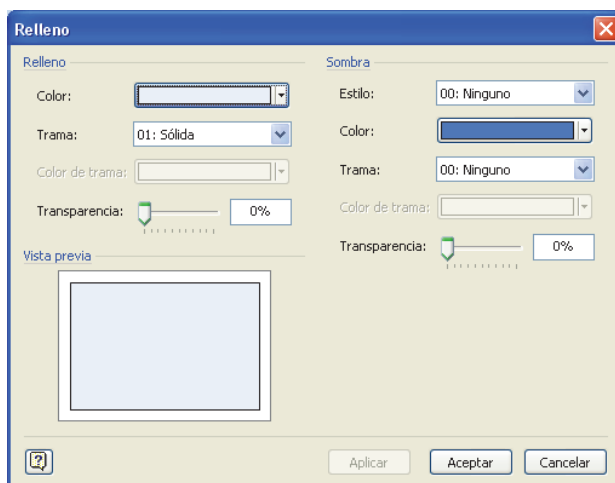 Relleno
Relleno
Color:
Trama: 01: Sólida
Color de trama:
Transparencia: 0%
Vista previa
Sombra
Estilo: 00: Ninguno
Color:
Trama: 00: Ninguno
Color de trama:
Transparencia: 0%
?
Aplicar Aceptar Cancelar